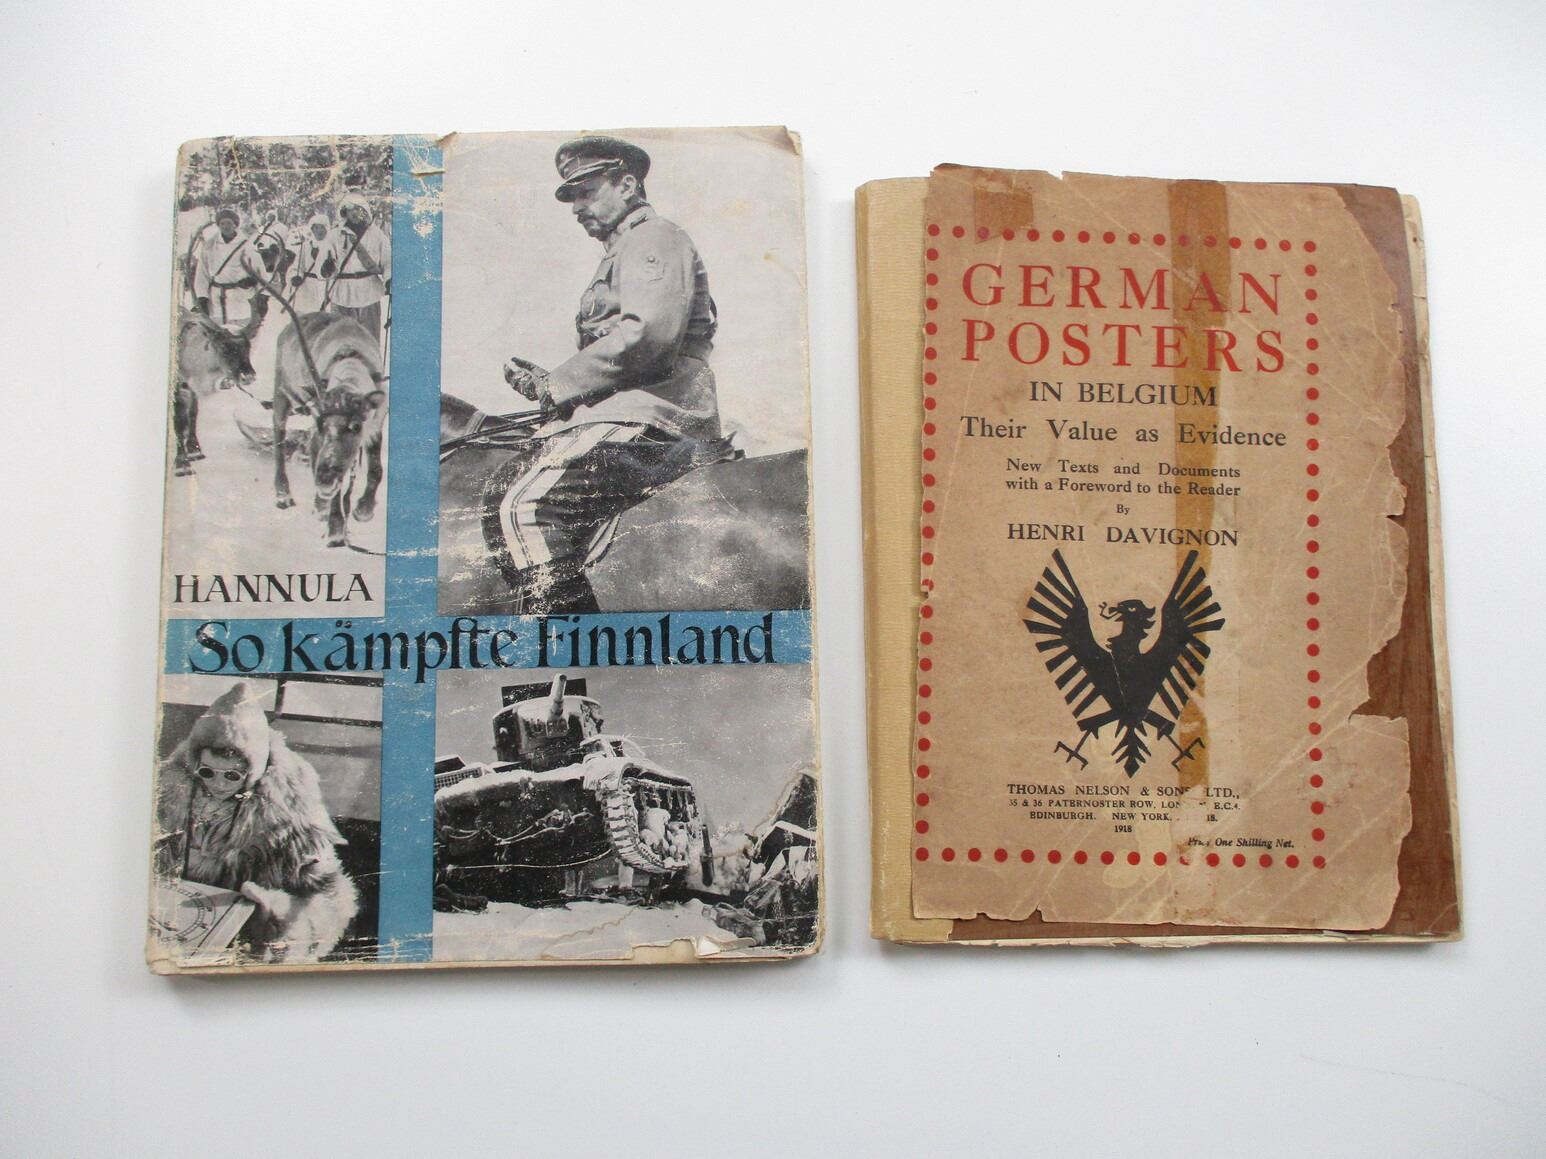 HANNULA
So kämpfte Finnland
GERMAN
POSTERS
IN BELGIUM
Their Value as Evidence
New Texts and Documents
with a Foreword to the Reader
By
HENRI DAVIGNON
THOMAS NELSON & SONS LTD.,
35 & 36 PATERNOSTER ROW, E.C.4.
EDINBURGH. NEW YORK.
1918
One Shilling Net.